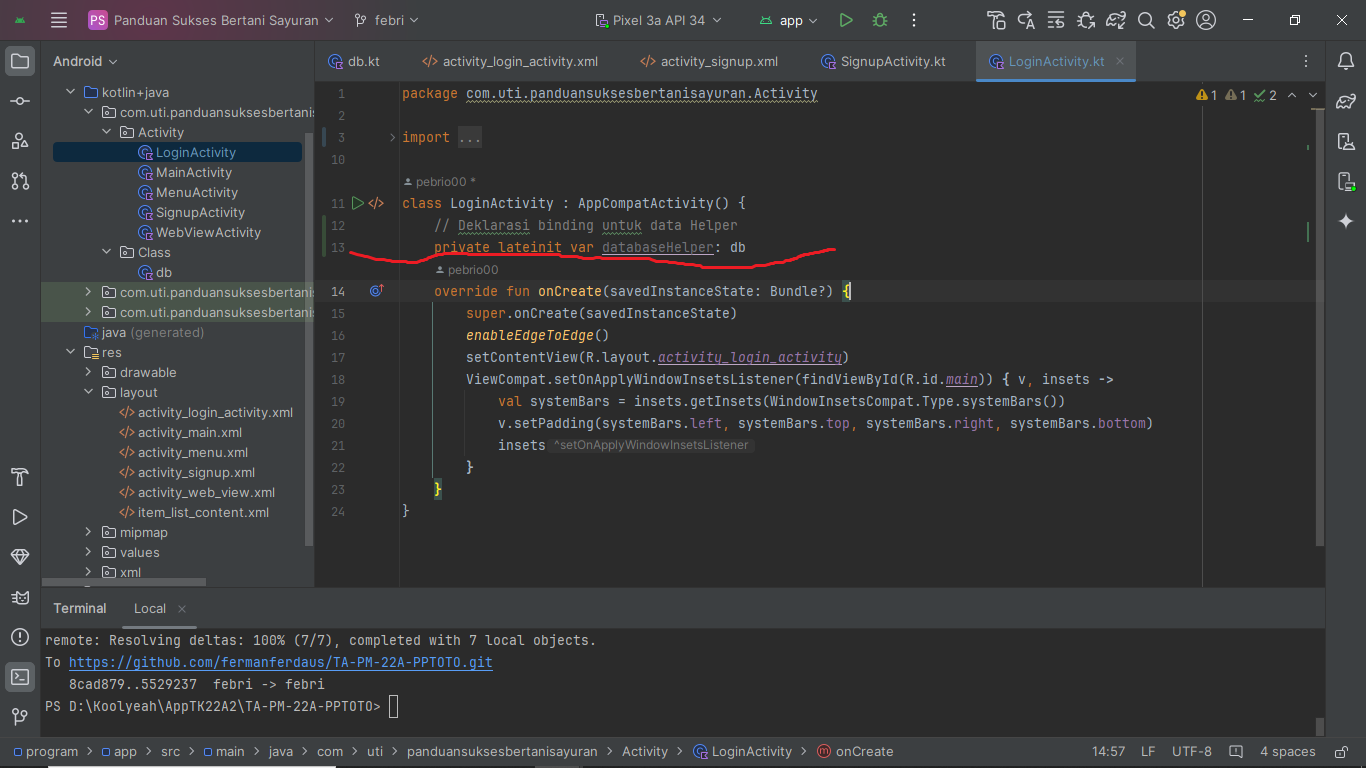 PS Panduan Sukses Bertani Sayuran febri Pixel 3a API 34 app
Android
kotlin+java
com.uti.panduansuksesbertani
Activity
LoginActivity
MainActivity
MenuActivity
SignupActivity
WebViewActivity
Class
db
com.uti.panduansuksesbertani
com.uti.panduansuksesbertani
java (generated)
res
drawable
layout
activity_login_activity.xml
activity_main.xml
activity_menu.xml
activity_signup.xml
activity_web_view.xml
item_list_content.xml
mipmap
values
xml
db.kt activity_login_activity.xml activity_signup.xml SignupActivity.kt LoginActivity.kt
1 package com.uti.panduansuksesbertanisayuran.Activity 1 1 2
2
3 import ...
10
pebrio00 *
11 class LoginActivity : AppCompatActivity() {
12 // Deklarasi binding untuk data Helper
13 private lateinit var databaseHelper: db
pebrio00
14 override fun onCreate(savedInstanceState: Bundle?) {
15 super.onCreate(savedInstanceState)
16 enableEdgeToEdge()
17 setContentView(R.layout.activity_login_activity)
18 ViewCompat.setOnApplyWindowInsetsListener(findViewById(R.id.main)) { v, insets ->
19 val systemBars = insets.getInsets(WindowInsetsCompat.Type.systemBars())
20 v.setPadding(systemBars.left, systemBars.top, systemBars.right, systemBars.bottom)
21 insets ^setOnApplyWindowInsetsListener
22 }
23 }
24 }
Terminal Local
remote: Resolving deltas: 100% (7/7), completed with 7 local objects.
To https://github.com/fermanferdaus/TA-PM-22A-PPTOTO.git
8cad879..5529237 febri -> febri
PS D:\Koolyeah\AppTK22A2\TA-PM-22A-PPTOTO>
program > app > src > main > java > com > uti > panduansuksesbertanisayuran > Activity > LoginActivity > onCreate 14:57 LF UTF-8 4 spaces